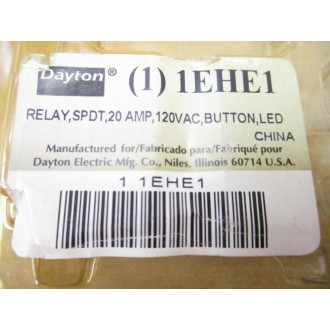 Dayton® (1) 1EHE1
RELAY,SPDT,20 AMP,120VAC,BUTTON,LED
CHINA
Manufactured for/Fabricado para/Fabriqué pour
Dayton Electric Mfg. Co., Niles, Illinois 60714 U.S.A.
1 1EHE1